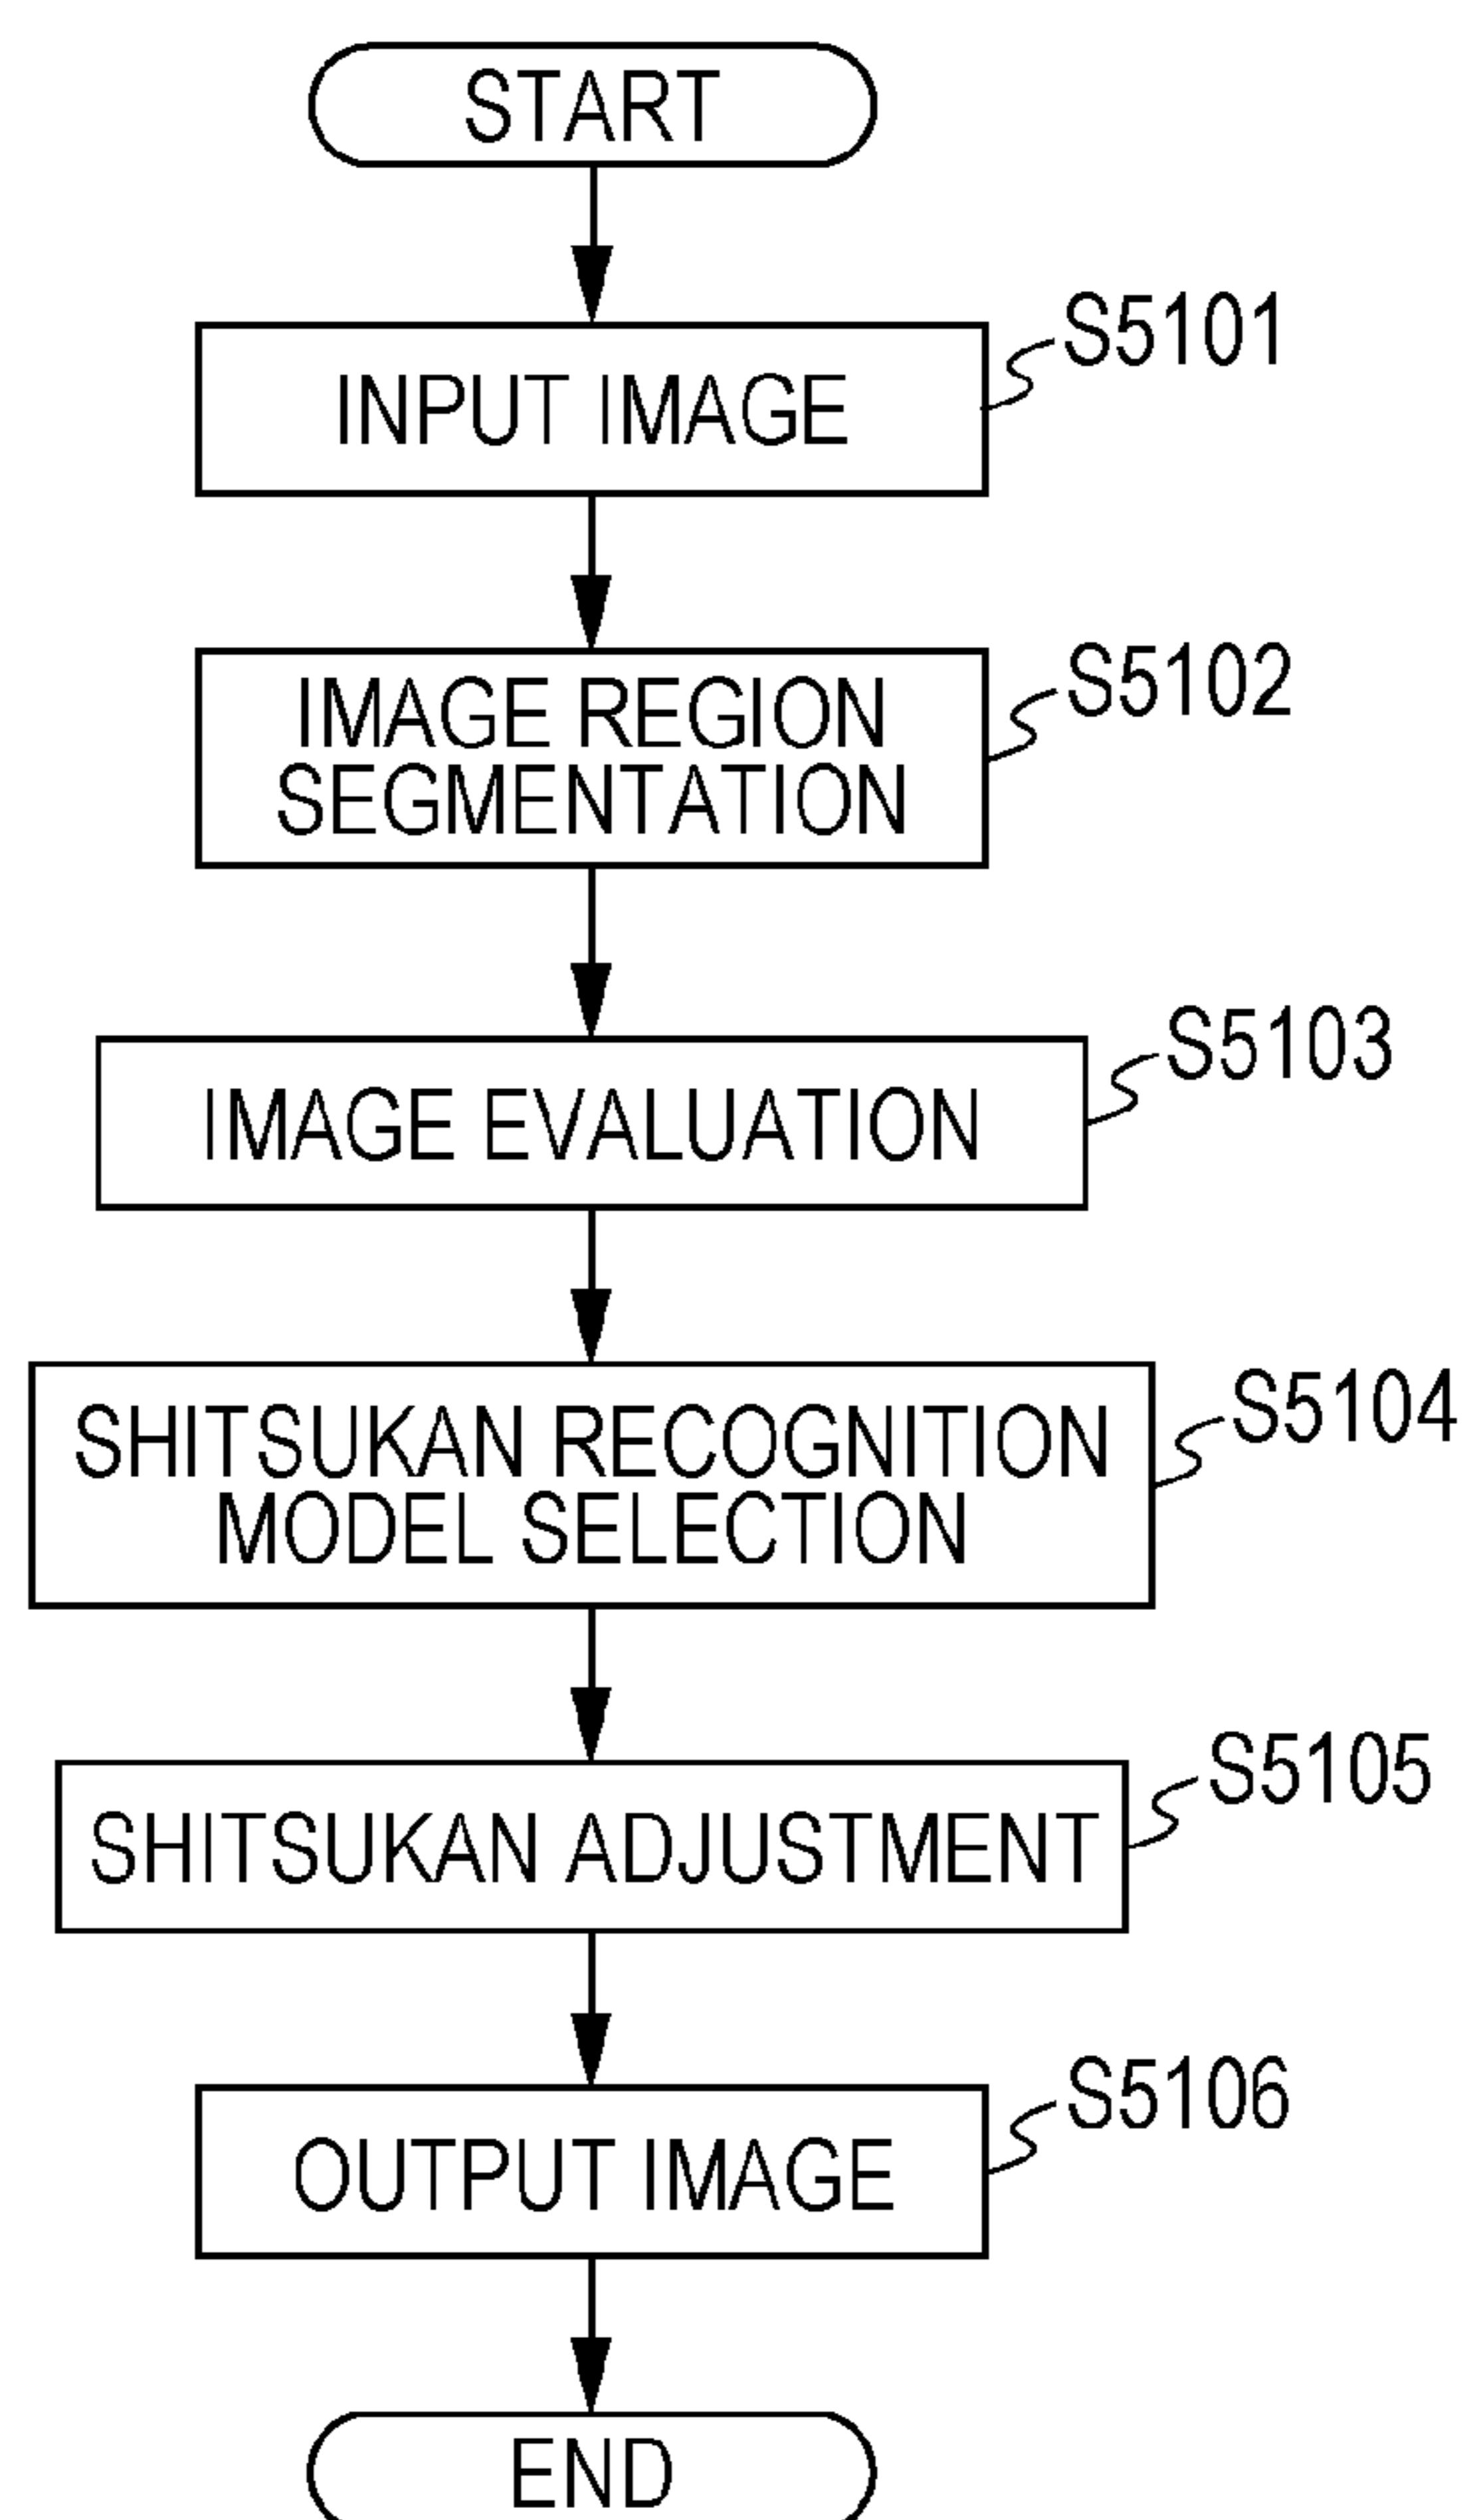 START
INPUT IMAGE
S5101
IMAGE REGION
SEGMENTATION
S5102
IMAGE EVALUATION
S5103
SHITSUKAN RECOGNITION
MODEL SELECTION
S5104
SHITSUKAN ADJUSTMENT
S5105
OUTPUT IMAGE
S5106
END